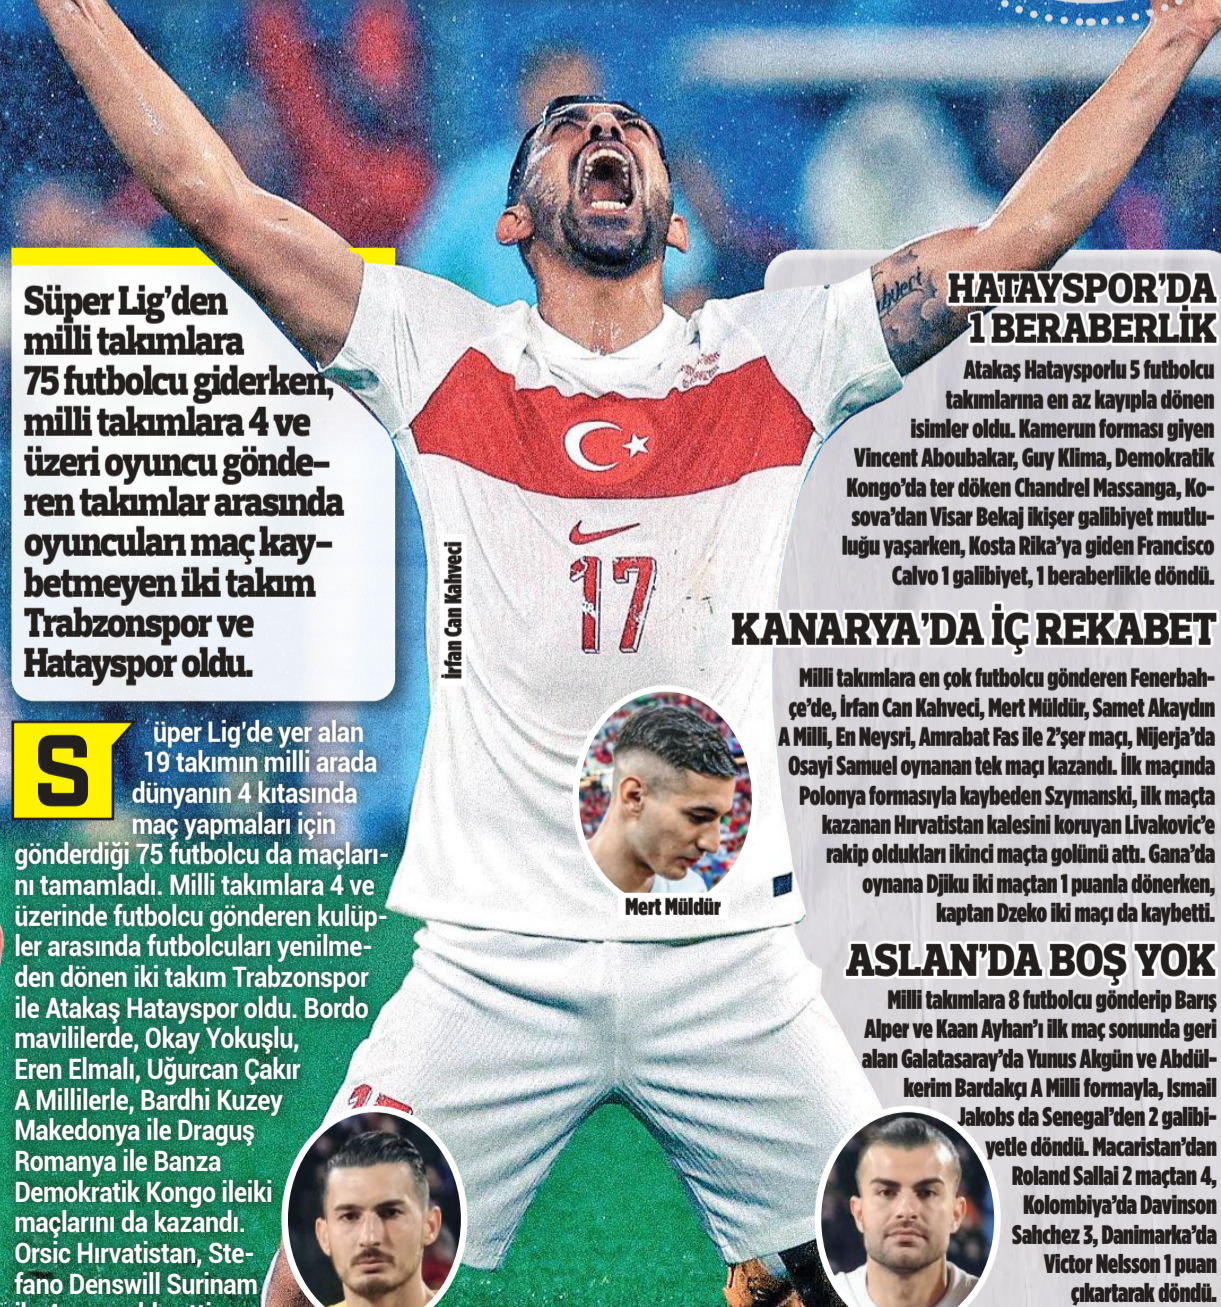 Süper Lig'den
milli takımlara
75 futbolcu giderken,
milli takımlara 4 ve
üzeri oyuncu gönde-
ren takımlar arasında
oyuncuları maç kay-
betmeyen iki takım
Trabzonspor ve
Hatayspor oldu.
Süper Lig'de yer alan
19 takımın milli arada
dünyanın 4 kıtasında
maç yapmaları için
gönderdiği 75 futbolcu da maçları-
nı tamamladı. Milli takımlara 4 ve
üzerinde futbolcu gönderen kulüp-
ler arasında futbolcuları yenilme-
den dönen iki takım Trabzonspor
ile Atakaş Hatayspor oldu. Bordo
mavililerde, Okay Yokuşlu,
Eren Elmalı, Uğurcan Çakır
A Millilerle, Bardhi Kuzey
Makedonya ile Draguş
Romanya ile Banza
Demokratik Kongo ileiki
maçlarını da kazandı.
Orsic Hırvatistan, Ste-
fano Denswill Surinam
İrfan Can Kahveci
17
Mert Müldür
HATAYSPOR'DA
1 BERABERLİK
Atakaş Hataysporlu 5 futbolcu
takımlarına en az kayıpla dönen
isimler oldu. Kamerun forması giyen
Vincent Aboubakar, Guy Klima, Demokratik
Kongo'da ter döken Chandrel Massanga, Ko-
sova'dan Visar Bekaj ikişer galibiyet mutlu-
luğu yaşarken, Kosta Rika'ya giden Francisco
Calvo 1 galibiyet, 1 beraberlikle döndü.
KANARYA'DA İÇ REKABET
Milli takımlara en çok futbolcu gönderen Fenerbah-
çe'de, İrfan Can Kahveci, Mert Müldür, Samet Akaydın
A Milli, En Neysri, Amrabat Fas ile 2'şer maçı, Nijerja'da
Osayi Samuel oynanan tek maçı kazandı. İlk maçında
Polonya formasıyla kaybeden Szymanski, ilk maçta
kazanan Hırvatistan kalesini koruyan Livakovic'e
rakip oldukları ikinci maçta golünü attı. Gana'da
oynana Djiku iki maçtan 1 puanla dönerken,
kaptan Dzeko iki maçı da kaybetti.
ASLAN'DA BOŞ YOK
Milli takımlara 8 futbolcu gönderip Barış
Alper ve Kaan Ayhan'ı ilk maç sonunda geri
alan Galatasaray'da Yunus Akgün ve Abdül-
kerim Bardakçı A Milli formayla, Ismail
Jakobs da Senegal'den 2 galibi-
yetle döndü. Macaristan'dan
Roland Sallai 2 maçtan 4,
Kolombiya'da Davinson
Sahchez 3, Danimarka'da
Victor Nelsson 1 puan
çıkartarak döndü.